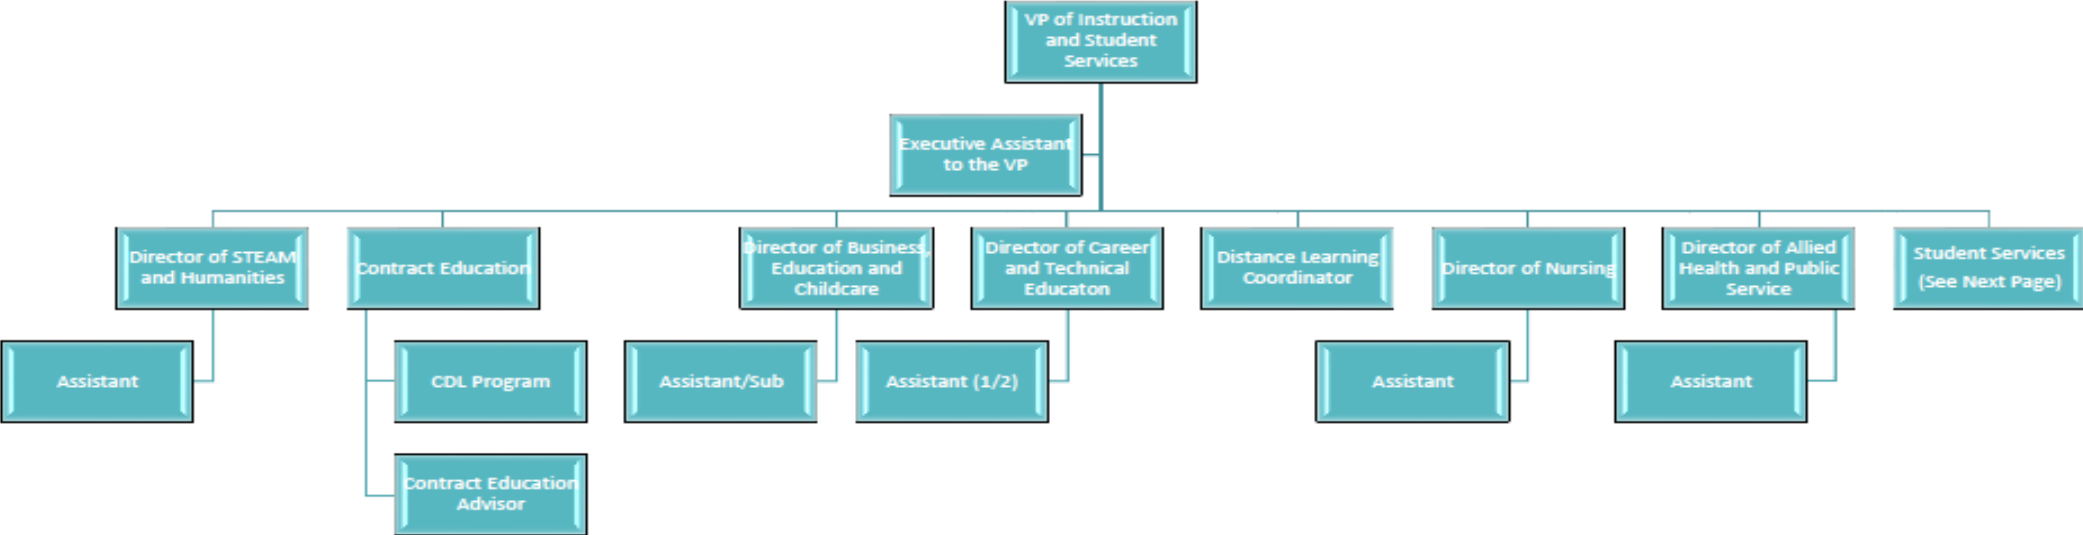 VP of Instruction
and Student
Services
Executive Assistant
to the VP
Director of STEAM
and Humanities
Contract Education
Director of Business,
Education and
Childcare
Director of Career
and Technical
Educaton
Distance Learning
Coordinator
Director of Nursing
Director of Allied
Health and Public
Service
Student Services
(See Next Page)
Assistant
CDL Program
Assistant/Sub
Assistant (1/2)
Assistant
Assistant
Contract Education
Advisor